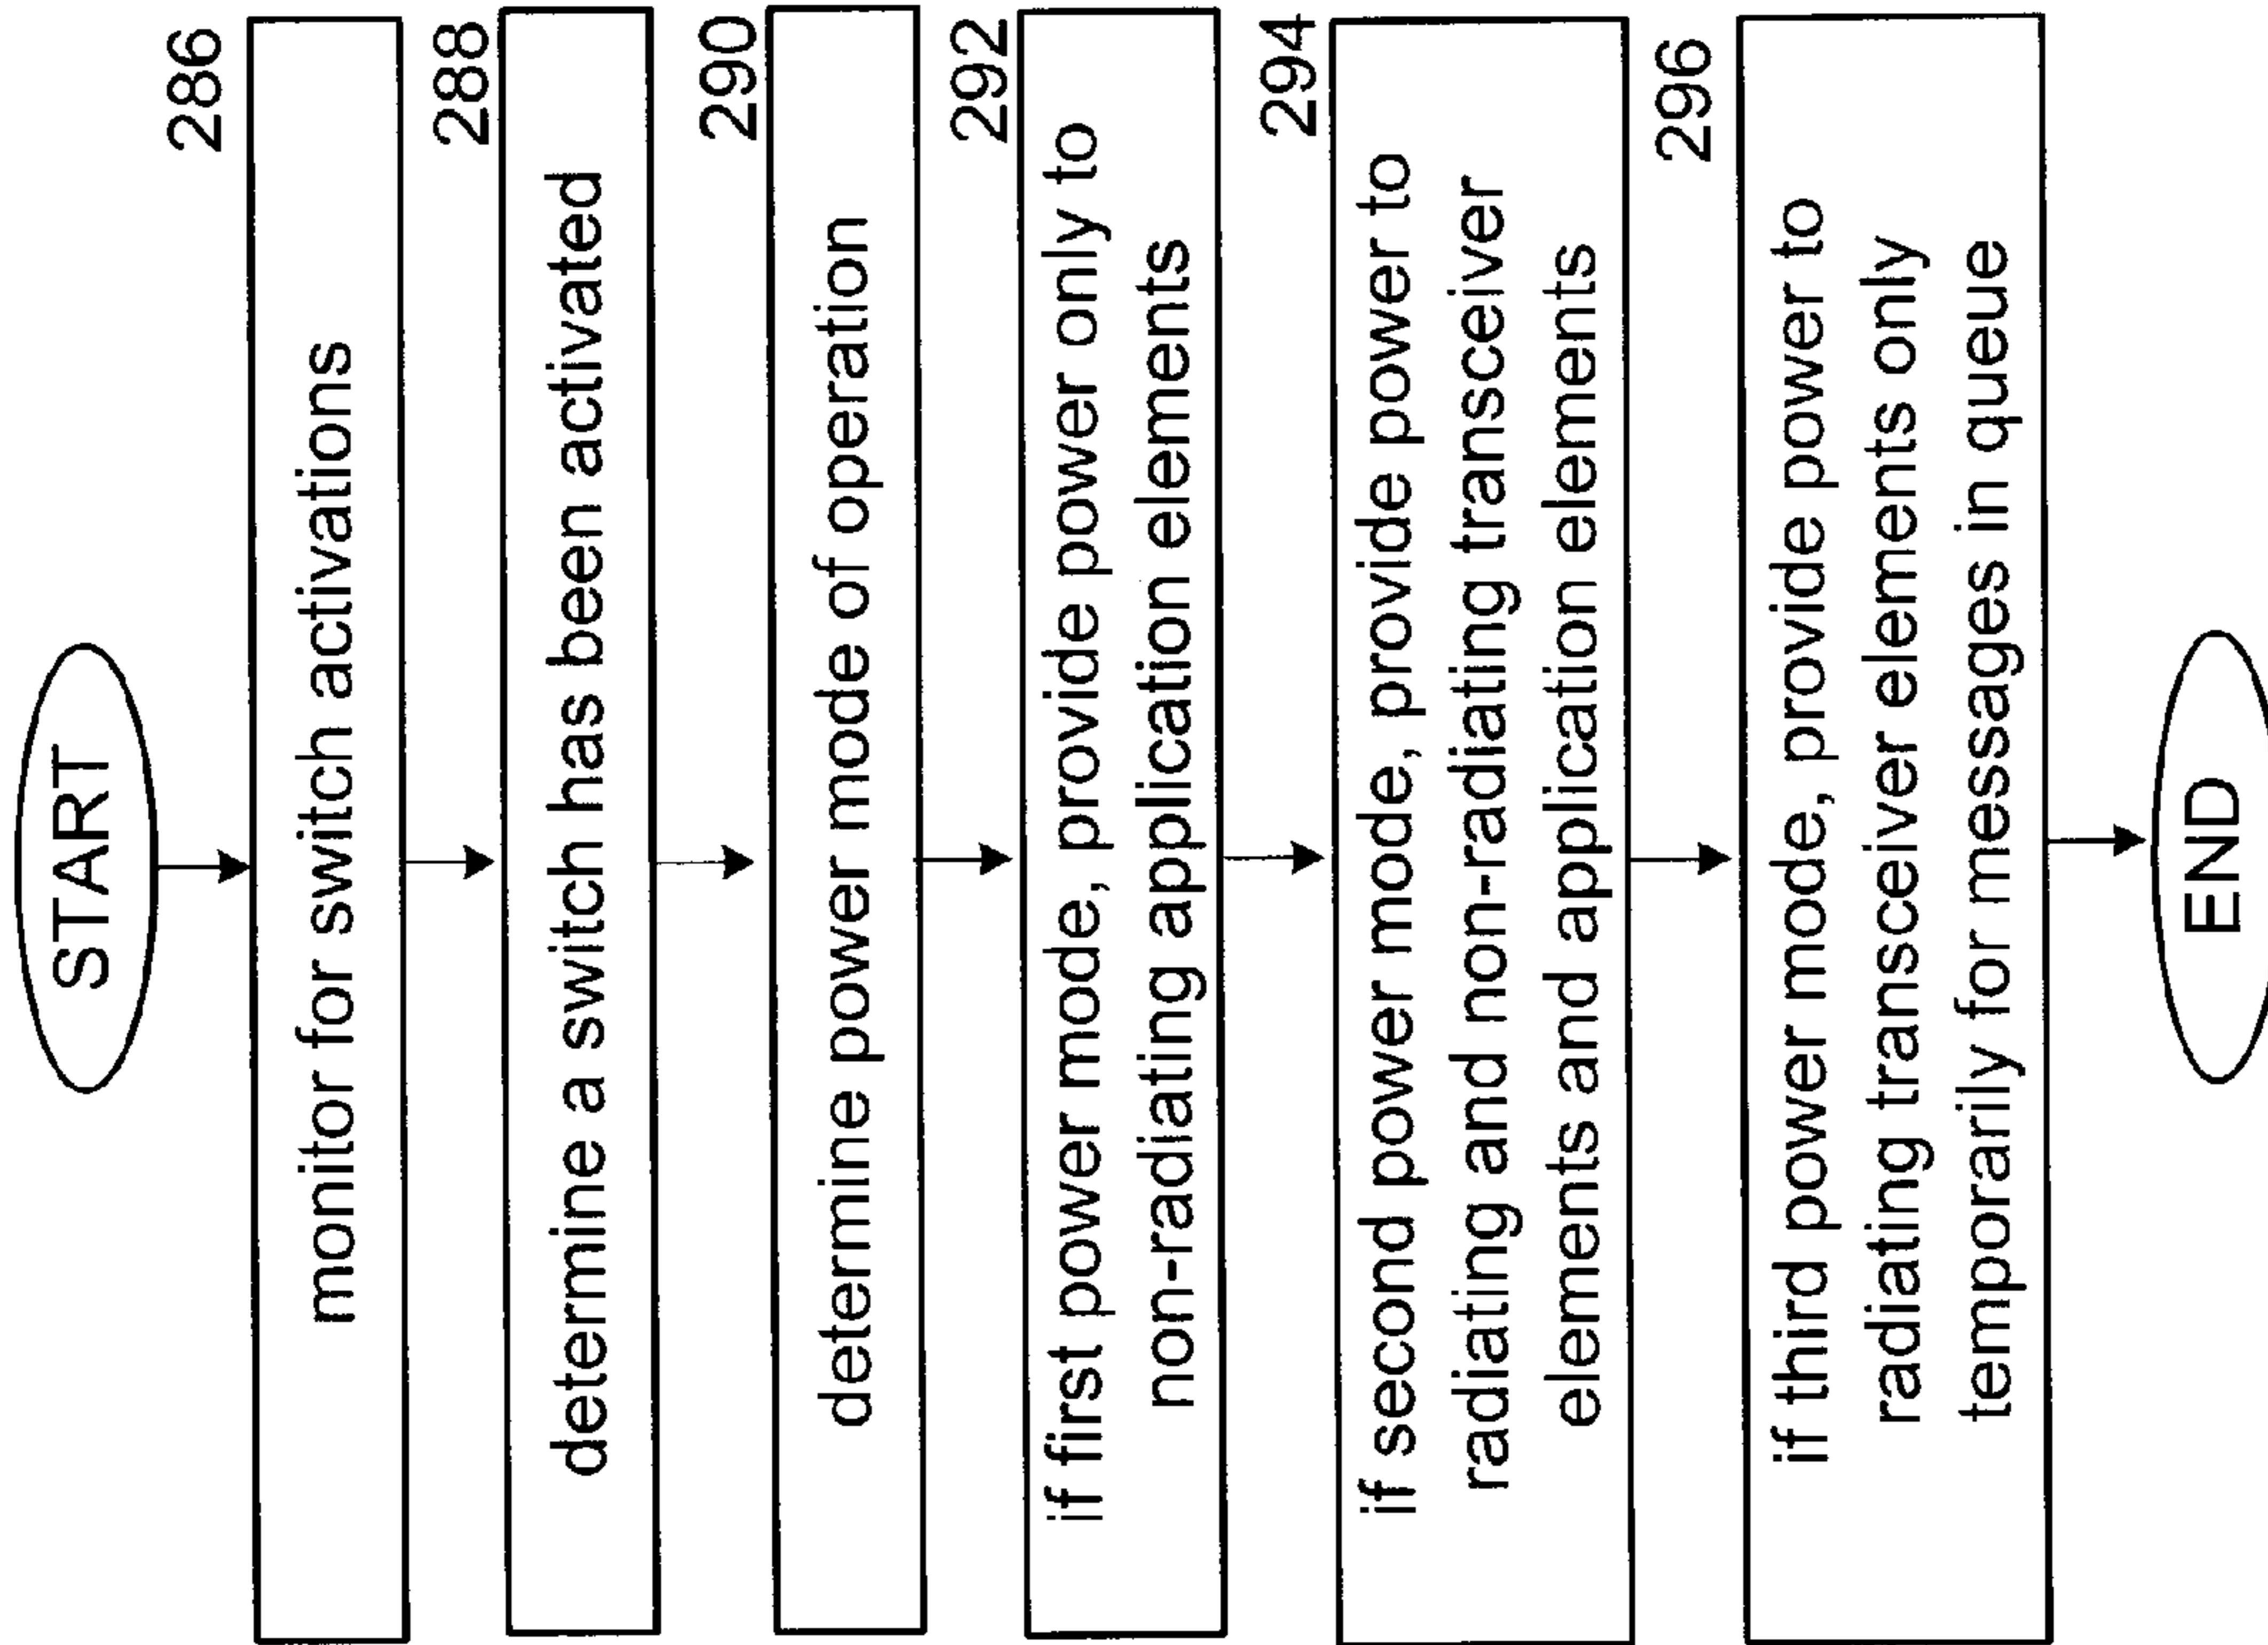 START
286
monitor for switch activations
288
determine a switch has been activated
290
determine power mode of operation
292
if first power mode, provide power only to
non-radiating application elements
294
if second power mode, provide power to
radiating and non-radiating transceiver
elements and application elements
296
if third power mode, provide power to
radiating transceiver elements only
temporarily for messages in queue
END